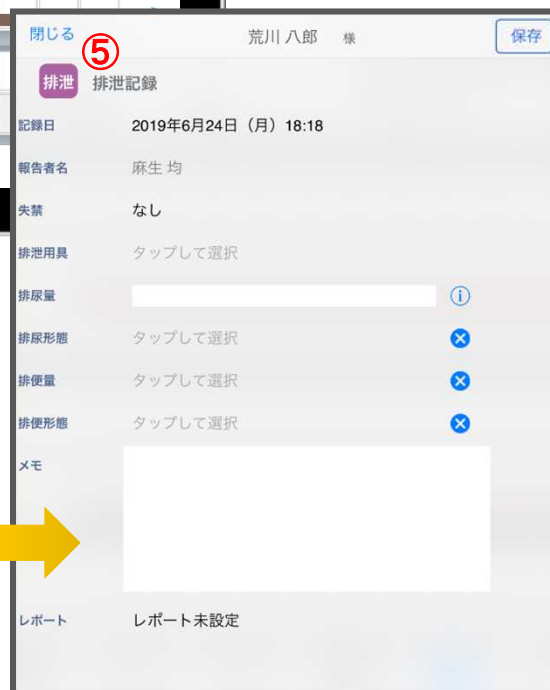 閉じる 荒川 八郎 様 保存
⑤
排泄 排泄記録
記録日 2019年6月24日（月）18:18
報告者名 麻生 均
失禁 なし
排泄用具 タップして選択
排尿量
排尿形態 タップして選択
排便量 タップして選択
排便形態 タップして選択
メモ
レポート レポート未設定